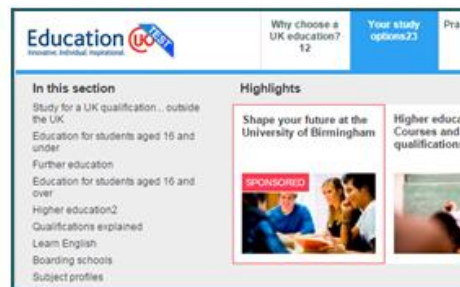 Education UK TEST
Innovative. Individual. Inspirational.
Why choose a
UK education?
12
Your study
options23
Pra
In this section
Study for a UK qualification... outside
the UK
Education for students aged 16 and
under
Further education
Education for students aged 16 and
over
Higher education2
Qualifications explained
Learn English
Boarding schools
Subject profiles
Highlights
Shape your future at the
University of Birmingham
SPONSORED
Higher educa
Courses and
qualification